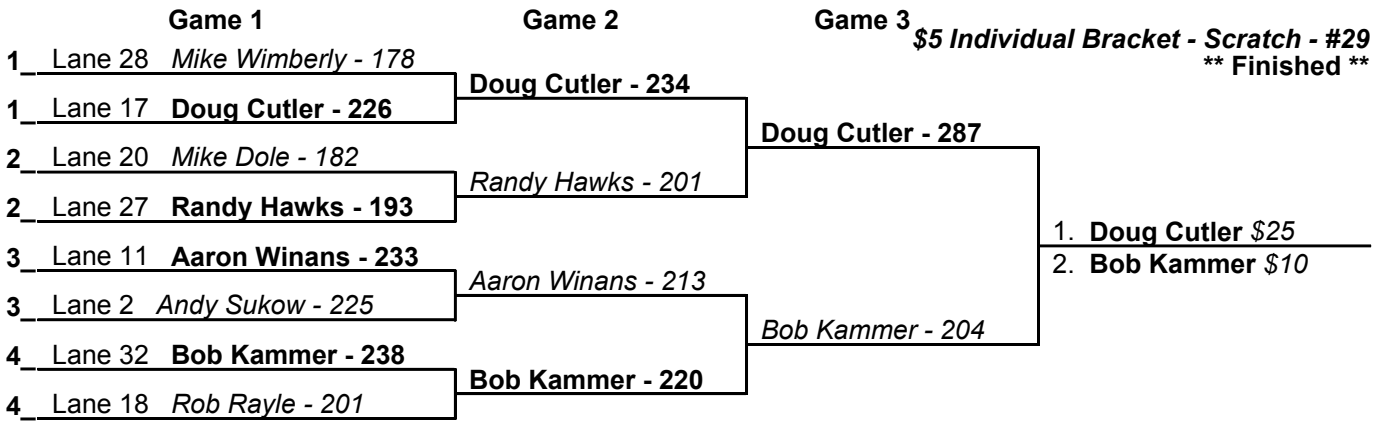 Game 1 Game 2 Game 3
$5 Individual Bracket - Scratch - #29
** Finished **
1_ Lane 28 Mike Wimberly - 178
Doug Cutler - 234
1_ Lane 17 Doug Cutler - 226
Doug Cutler - 287
2_ Lane 20 Mike Dole - 182
Randy Hawks - 201
2_ Lane 27 Randy Hawks - 193
1. Doug Cutler $25
3_ Lane 11 Aaron Winans - 233
2. Bob Kammer $10
Aaron Winans - 213
3_ Lane 2 Andy Sukow - 225
Bob Kammer - 204
4_ Lane 32 Bob Kammer - 238
Bob Kammer - 220
4_ Lane 18 Rob Rayle - 201